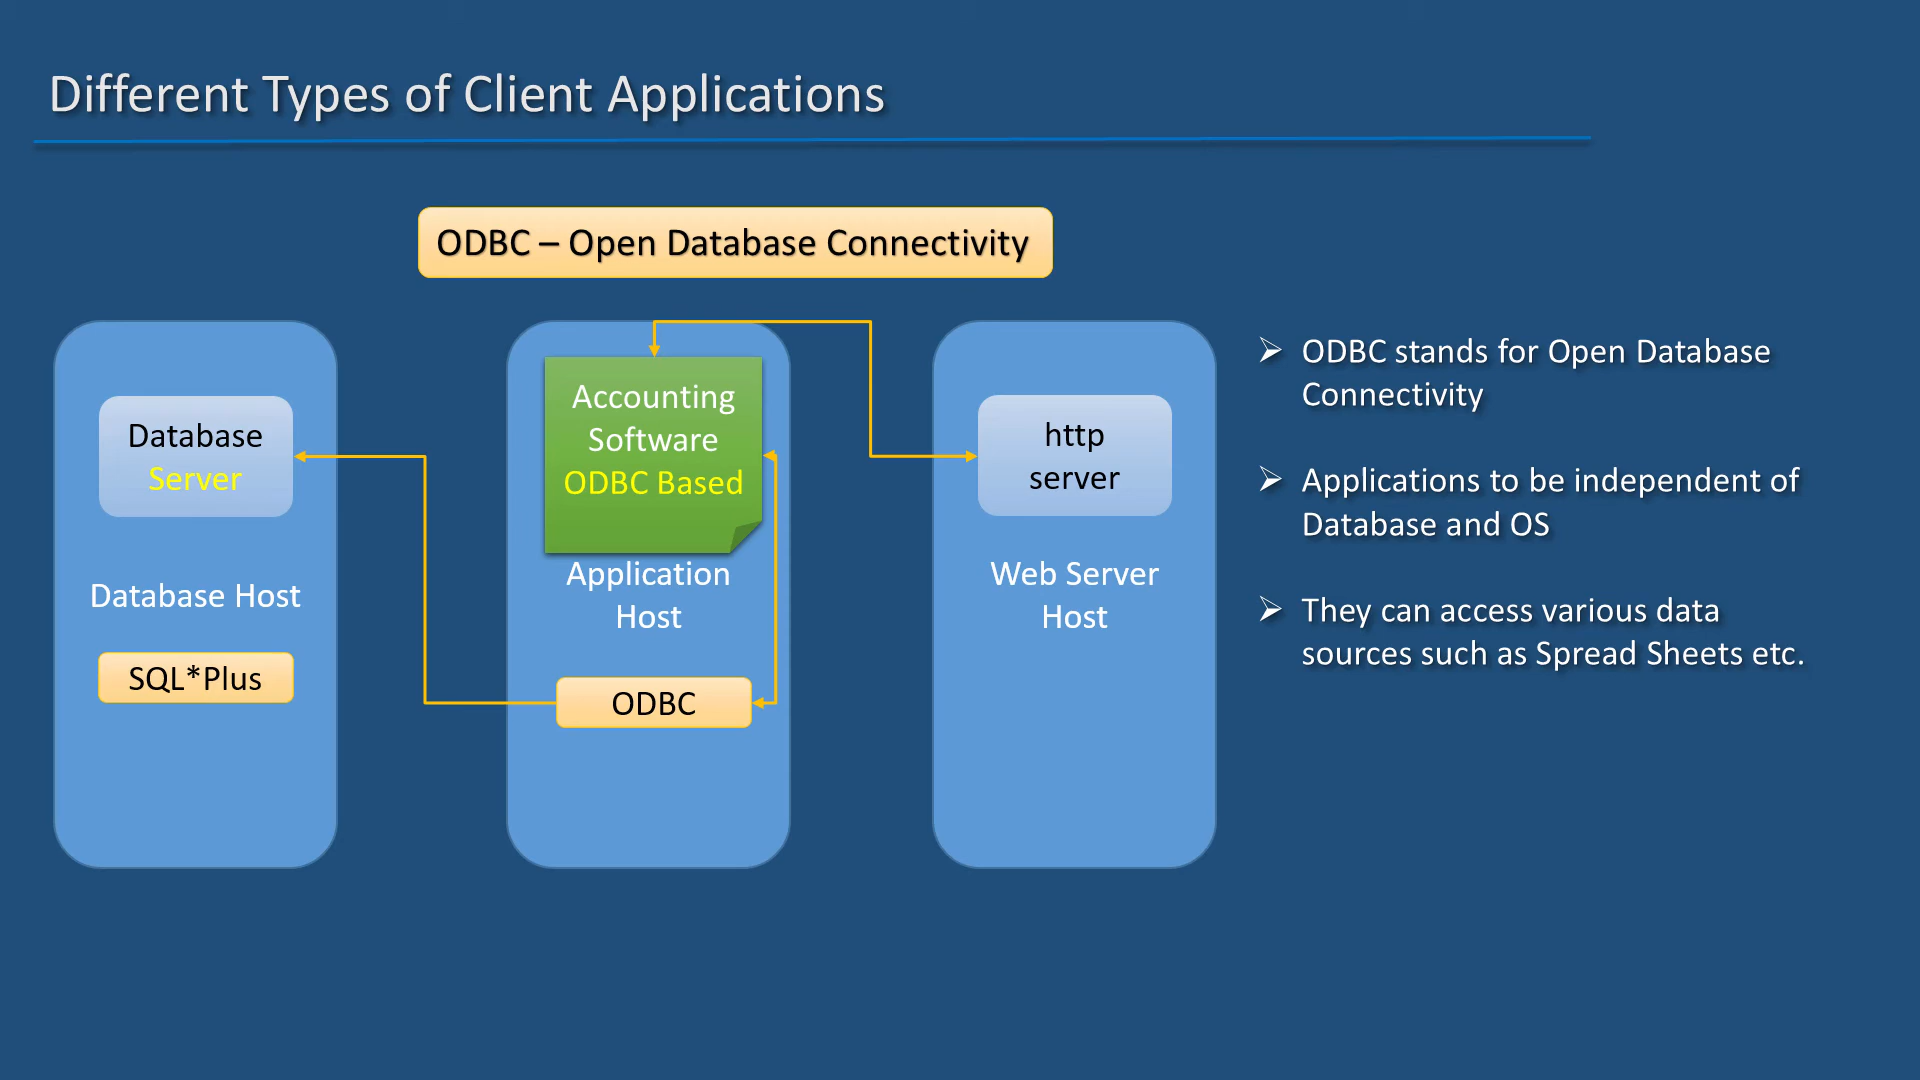 Different Types of Client Applications
ODBC – Open Database Connectivity
Database
Server
Database Host
SQL*Plus
Accounting
Software
ODBC Based
Application
Host
ODBC
http
server
Web Server
Host
ODBC stands for Open Database
Connectivity
Applications to be independent of
Database and OS
They can access various data
sources such as Spread Sheets etc.